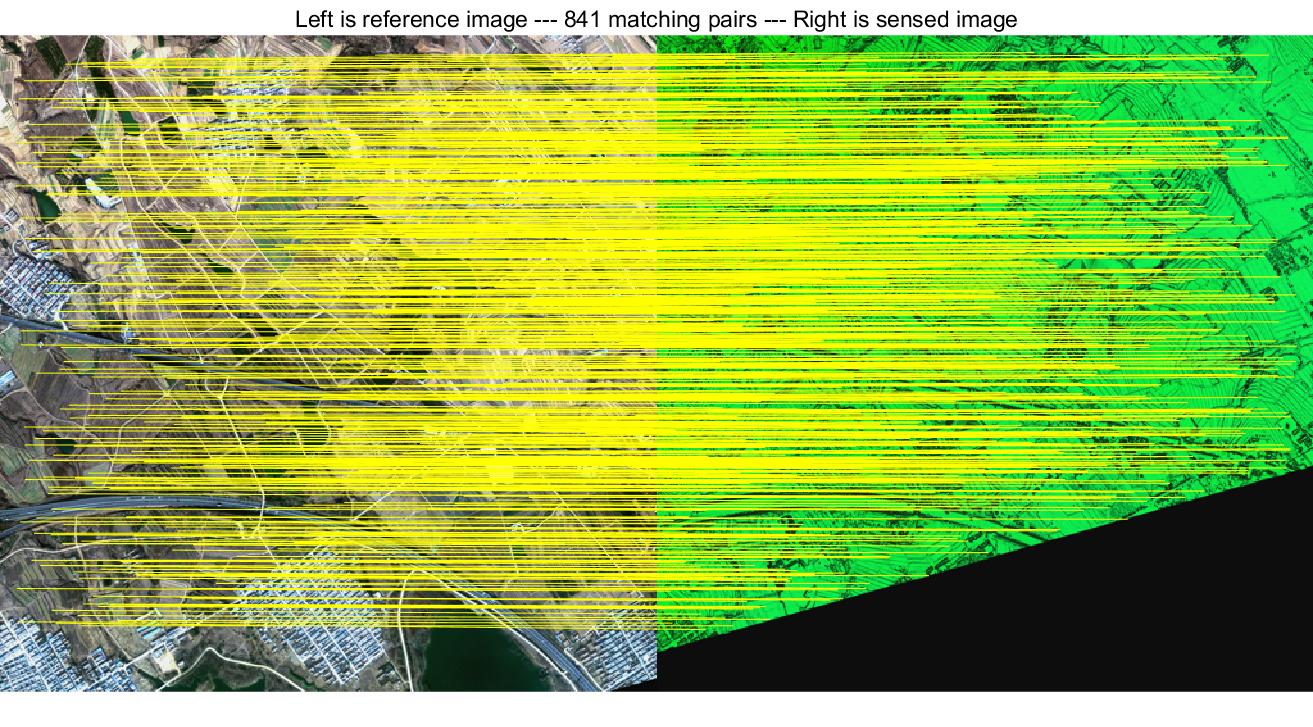 Left is reference image --- 841 matching pairs --- Right is sensed image